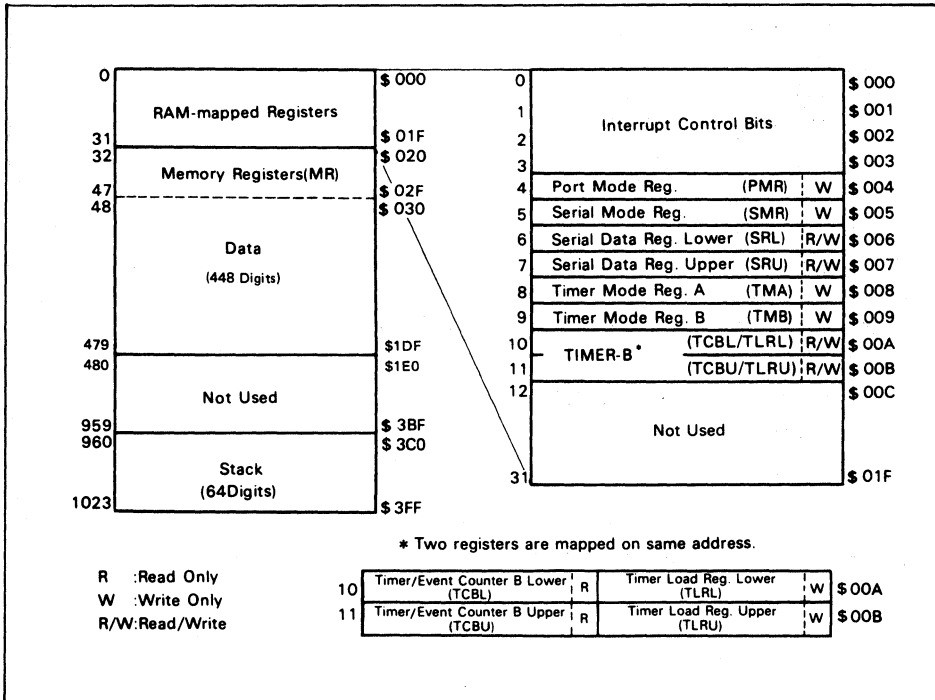 0
$ 000
RAM-mapped Registers
31
$ 01F
32
$ 020
Memory Registers(MR)
47
$ 02F
48
$ 030
Data
(448 Digits)
479
$1DF
480
$1E0
Not Used
959
$ 3BF
960
$ 3C0
Stack
(64Digits)
1023
$ 3FF
0
$ 000
1
$ 001
Interrupt Control Bits
2
$ 002
3
$ 003
4 Port Mode Reg. (PMR) W $ 004
5 Serial Mode Reg. (SMR) W $ 005
6 Serial Data Reg. Lower (SRL) R/W $ 006
7 Serial Data Reg. Upper (SRU) R/W $ 007
8 Timer Mode Reg. A (TMA) W $ 008
9 Timer Mode Reg. B (TMB) W $ 009
10 (TCBL/TLRL) R/W $ 00A
TIMER-B*
11 (TCBU/TLRU) R/W $ 00B
12
$ 00C
Not Used
31
$ 01F
* Two registers are mapped on same address.
R :Read Only
W :Write Only
R/W:Read/Write
10 Timer/Event Counter B Lower (TCBL) R Timer Load Reg. Lower (TLRL) W $00A
11 Timer/Event Counter B Upper (TCBU) R Timer Load Reg. Upper (TLRU) W $00B